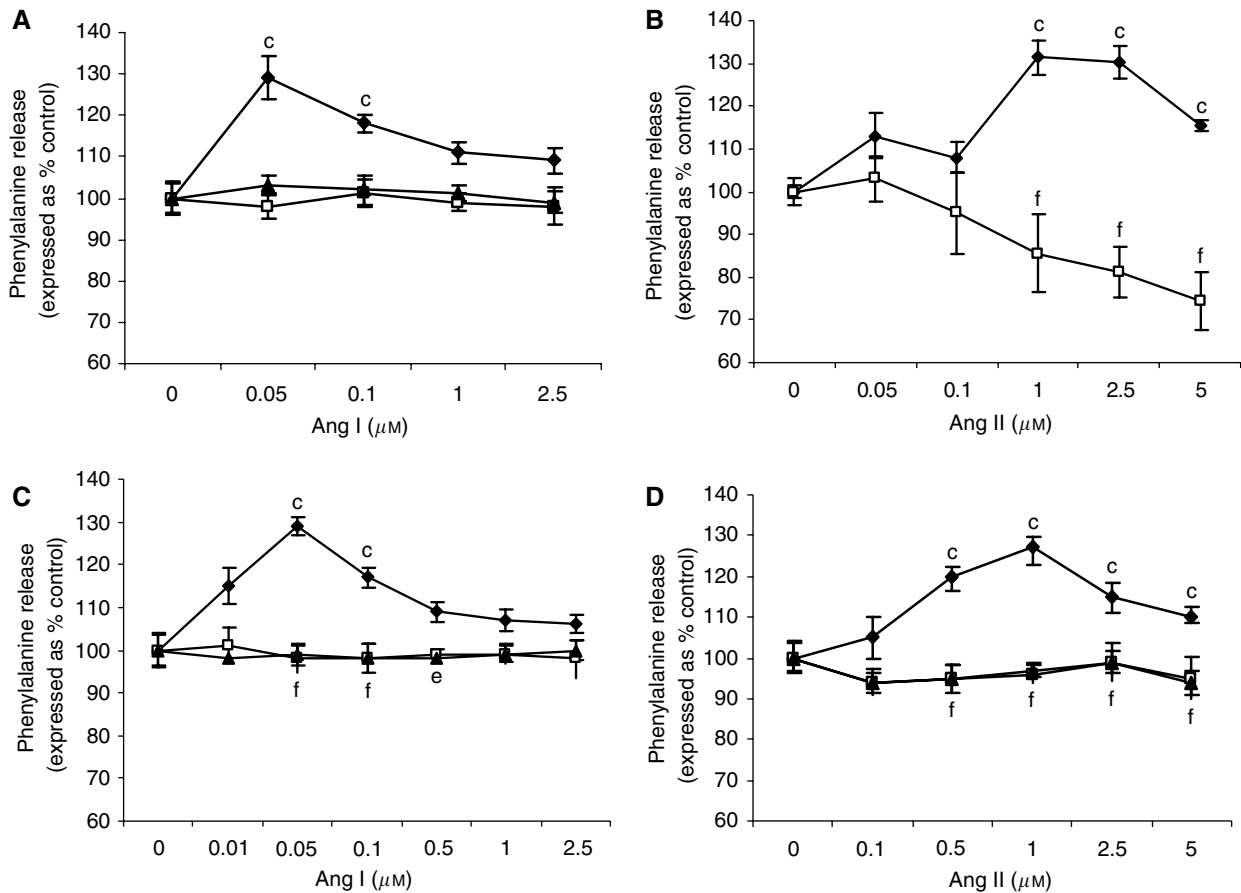 A
Phenylalanine release
(expressed as % control)
140
130
120
110
100
90
80
70
60
c
c
0 0.05 0.1 1 2.5
Ang I (μM)
B
Phenylalanine release
(expressed as % control)
140
130
120
110
100
90
80
70
60
c c c
f f f
0 0.05 0.1 1 2.5 5
Ang II (μM)
C
Phenylalanine release
(expressed as % control)
140
130
120
110
100
90
80
70
60
c
c
f f e
0 0.01 0.05 0.1 0.5 1 2.5
Ang I (μM)
D
Phenylalanine release
(expressed as % control)
140
130
120
110
100
90
80
70
60
c c c c
f f f f
0 0.1 0.5 1 2.5 5
Ang II (μM)